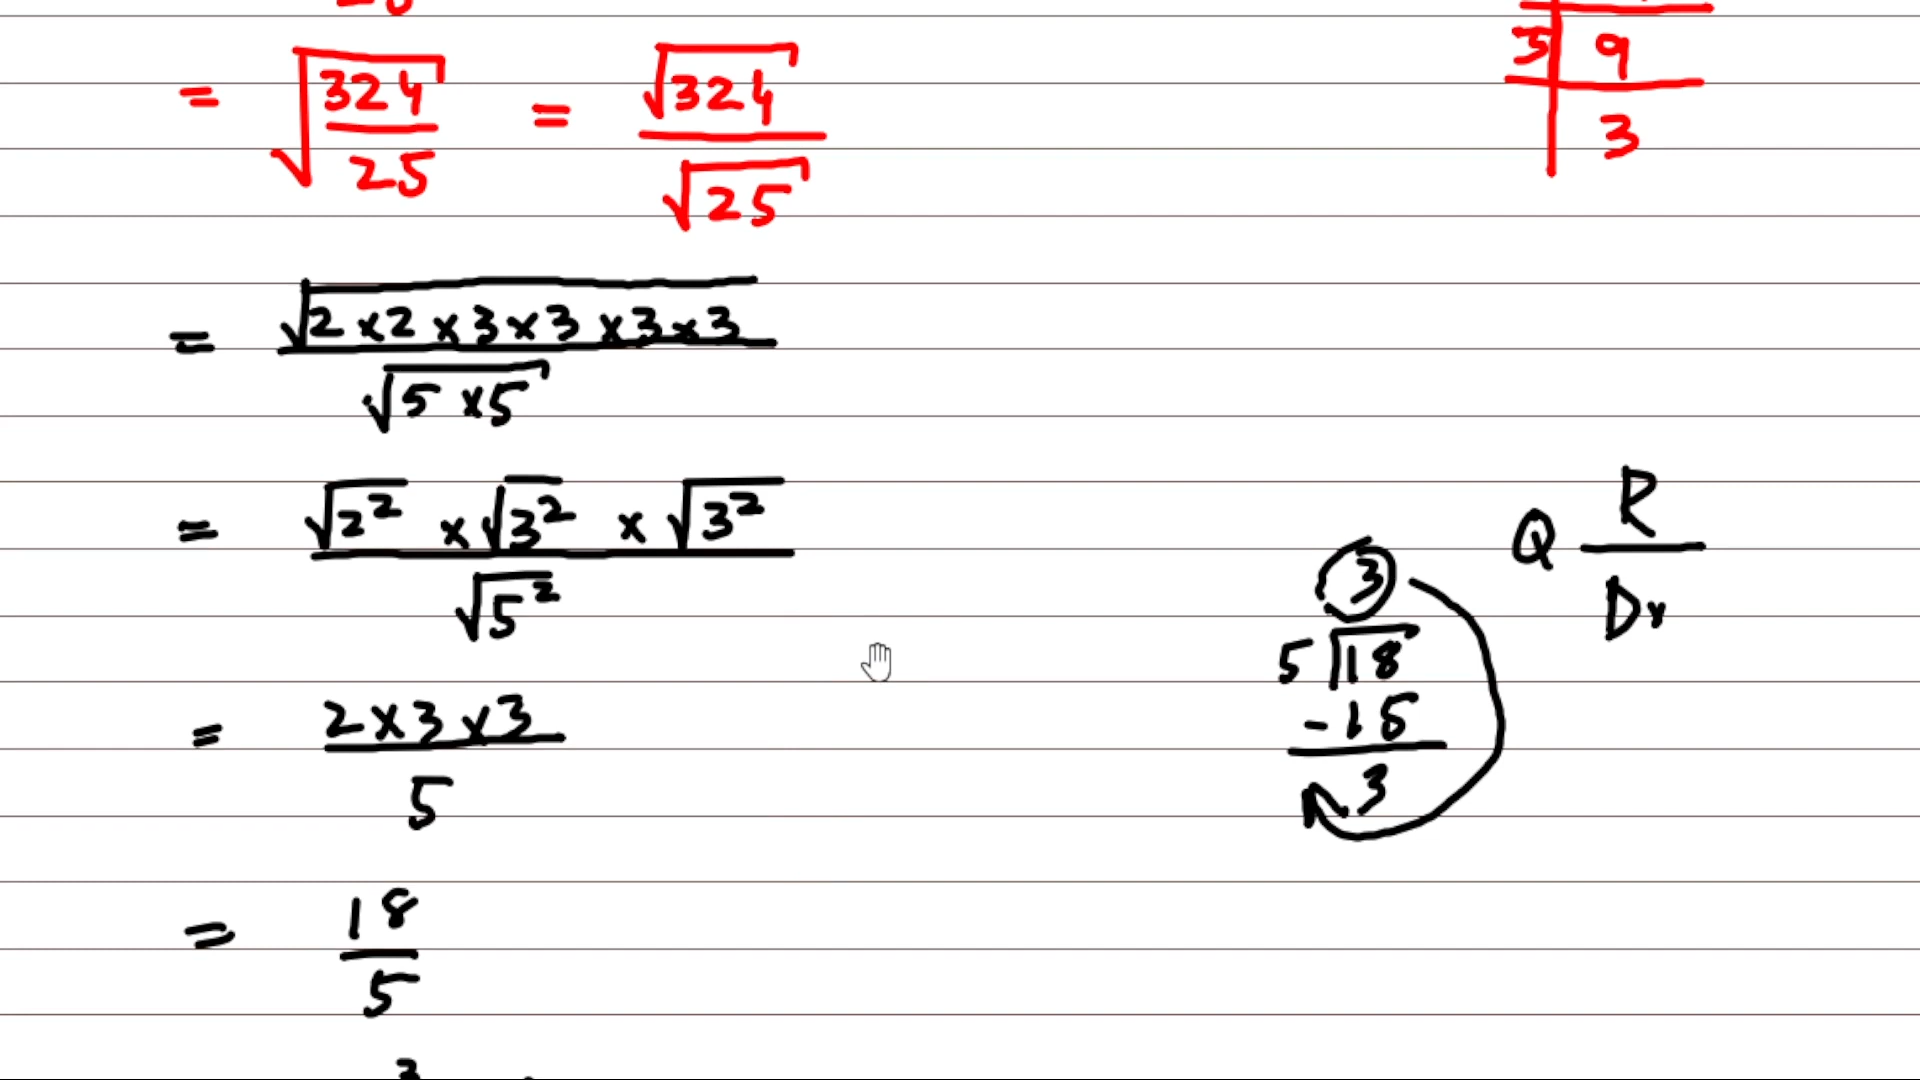 = √324/25 = √324/√25
5 | 9
3
= √2×2×3×3×3×3/√5×5
= √2² × √3² × √3²/√5²
Q R/Dr
3
5 √18
-15
3
= 2×3×3/5
= 18/5